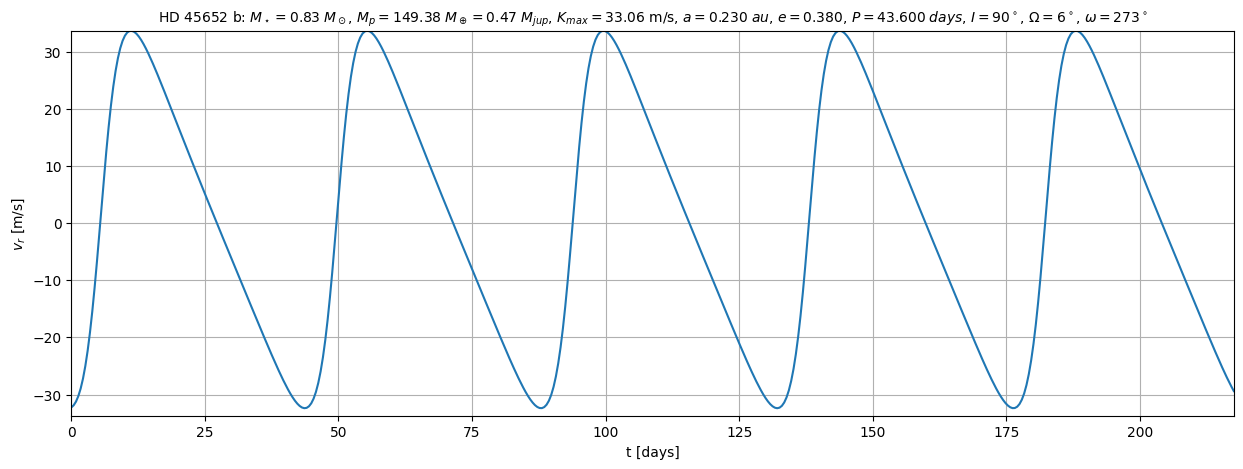 HD 45652 b: M⋆ = 0.83 M⊙, Mp = 149.38 M⊕ = 0.47 Mjup, Kmax = 33.06 m/s, a = 0.230 au, e = 0.380, P = 43.600 days, I = 90°, Ω = 6°, ω = 273°
30
20
10
0
−10
−20
−30
vr [m/s]
0 25 50 75 100 125 150 175 200
t [days]